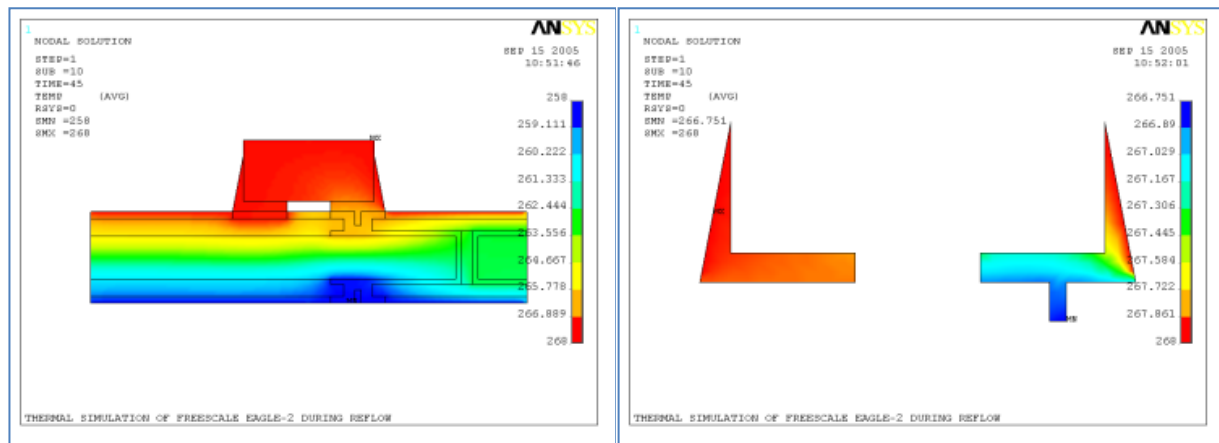 1
ANSYS
NODAL SOLUTION
SEP 15 2005
10:51:46
STEP=1
SUB =10
TIME=45
TEMP (AVG)
RSYS=0
SMN =258
SMX =268
258
259.111
260.222
261.333
262.444
263.556
264.667
265.778
266.889
268
MX
MN
THERMAL SIMULATION OF FREESCALE EAGLE-2 DURING REFLOW
1
ANSYS
NODAL SOLUTION
SEP 15 2005
10:52:01
STEP=1
SUB =10
TIME=45
TEMP (AVG)
RSYS=0
SMN =266.751
SMX =268
266.751
266.89
267.029
267.167
267.306
267.445
267.584
267.722
267.861
268
MX
MN
THERMAL SIMULATION OF FREESCALE EAGLE-2 DURING REFLOW